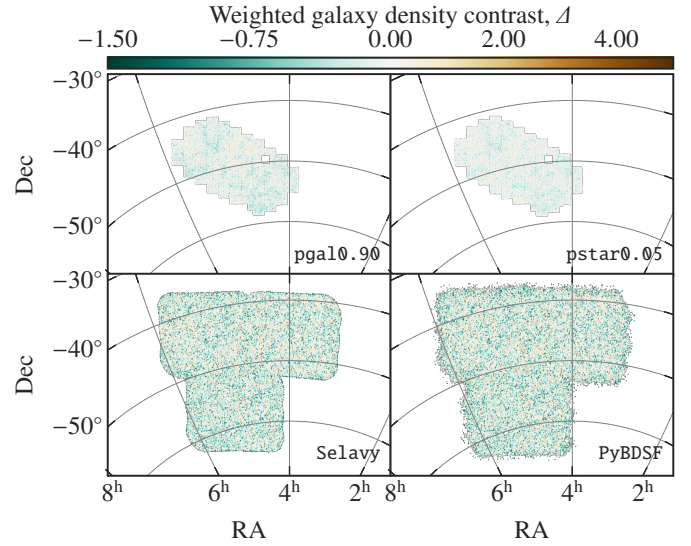 Weighted galaxy density contrast, Δ
−1.50 −0.75 0.00 2.00 4.00
−30°
−40°
Dec
−50°
pgal0.90 pstar0.05
−30°
−40°
Dec
−50°
Selavy PyBDSF
8h 6h 4h 2h 8h 6h 4h 2h
RA RA